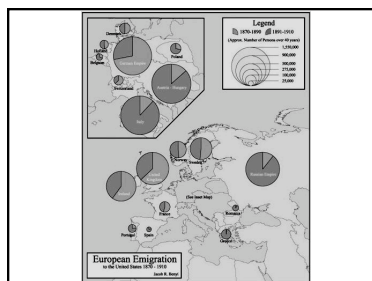 Legend
1870-1890 1891-1910
(Approx. Number of Persons over 40 years)
1,550,000
900,000
500,000
275,000
100,000
25,000
Denmark
Holland
Belgium
German Empire
Poland
Switzerland
Austria - Hungary
Italy
Norway
Sweden
United
Kingdom
Ireland
Russian Empire
(See inset Map)
France
Romania
Portugal
Spain
Greece
European Emigration
to the United States 1870 - 1910
Jacob R. Bonyi